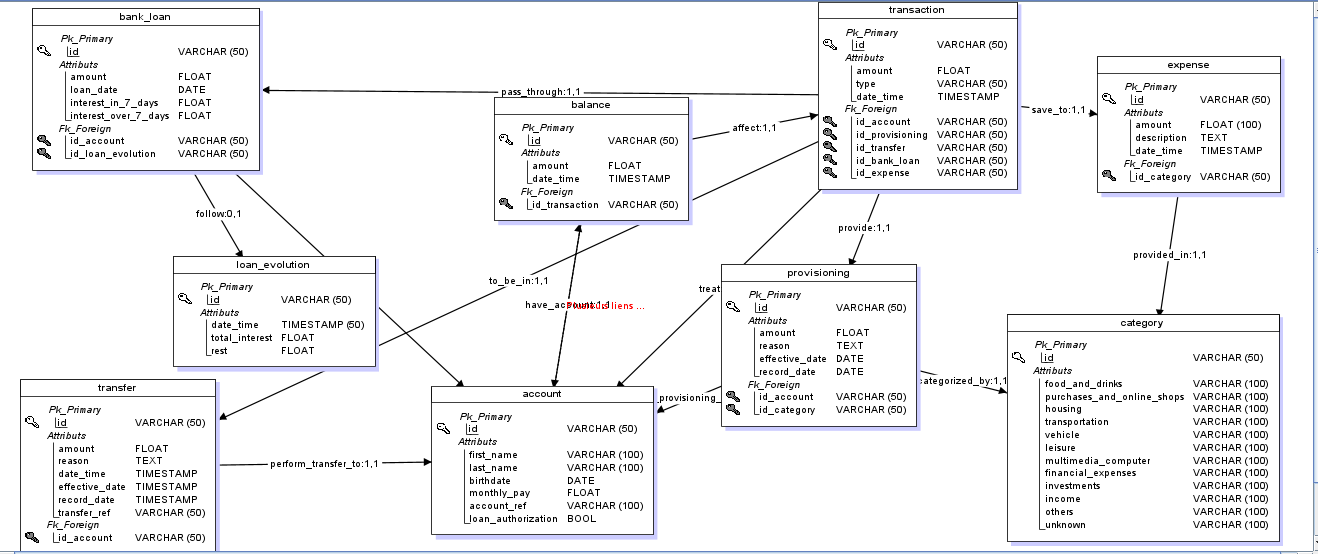 bank_loan
Pk_Primary
id VARCHAR (50)
Attributs
amount FLOAT
loan_date DATE
interest_in_7_days FLOAT
interest_over_7_days FLOAT
Fk_Foreign
id_account VARCHAR (50)
id_loan_evolution VARCHAR (50)
pass_through:1,1
transaction
Pk_Primary
id VARCHAR (50)
Attributs
amount FLOAT
type VARCHAR (50)
date_time TIMESTAMP
Fk_Foreign
id_account VARCHAR (50)
id_provisioning VARCHAR (50)
id_transfer VARCHAR (50)
id_bank_loan VARCHAR (50)
id_expense VARCHAR (50)
save_to:1,1
expense
Pk_Primary
id VARCHAR (50)
Attributs
amount FLOAT (100)
description TEXT
date_time TIMESTAMP
Fk_Foreign
id_category VARCHAR (50)
balance
Pk_Primary
id VARCHAR (50)
Attributs
amount FLOAT
date_time TIMESTAMP
Fk_Foreign
id_transaction VARCHAR (50)
affect:1,1
follow:0,1
provide:1,1
provided_in:1,1
loan_evolution
Pk_Primary
id VARCHAR (50)
Attributs
date_time TIMESTAMP (50)
total_interest FLOAT
rest FLOAT
to_be_in:1,1
treat
liens ...
provisioning
Pk_Primary
id VARCHAR (50)
Attributs
amount FLOAT
reason TEXT
effective_date DATE
record_date DATE
Fk_Foreign
id_account VARCHAR (50)
id_category VARCHAR (50)
categorized_by:1,1
category
Pk_Primary
id VARCHAR (50)
Attributs
food_and_drinks VARCHAR (100)
purchases_and_online_shops VARCHAR (100)
housing VARCHAR (100)
transportation VARCHAR (100)
vehicle VARCHAR (100)
leisure VARCHAR (100)
multimedia_computer VARCHAR (100)
financial_expenses VARCHAR (100)
investments VARCHAR (100)
income VARCHAR (100)
others VARCHAR (100)
unknown VARCHAR (100)
transfer
Pk_Primary
id VARCHAR (50)
Attributs
amount FLOAT
reason TEXT
date_time TIMESTAMP
effective_date TIMESTAMP
record_date TIMESTAMP
transfer_ref VARCHAR (50)
Fk_Foreign
id_account VARCHAR (50)
perform_transfer_to:1,1
account
Pk_Primary
id VARCHAR (50)
Attributs
first_name VARCHAR (100)
last_name VARCHAR (100)
birthdate DATE
monthly_pay FLOAT
account_ref VARCHAR (100)
loan_authorization BOOL
provisioning_